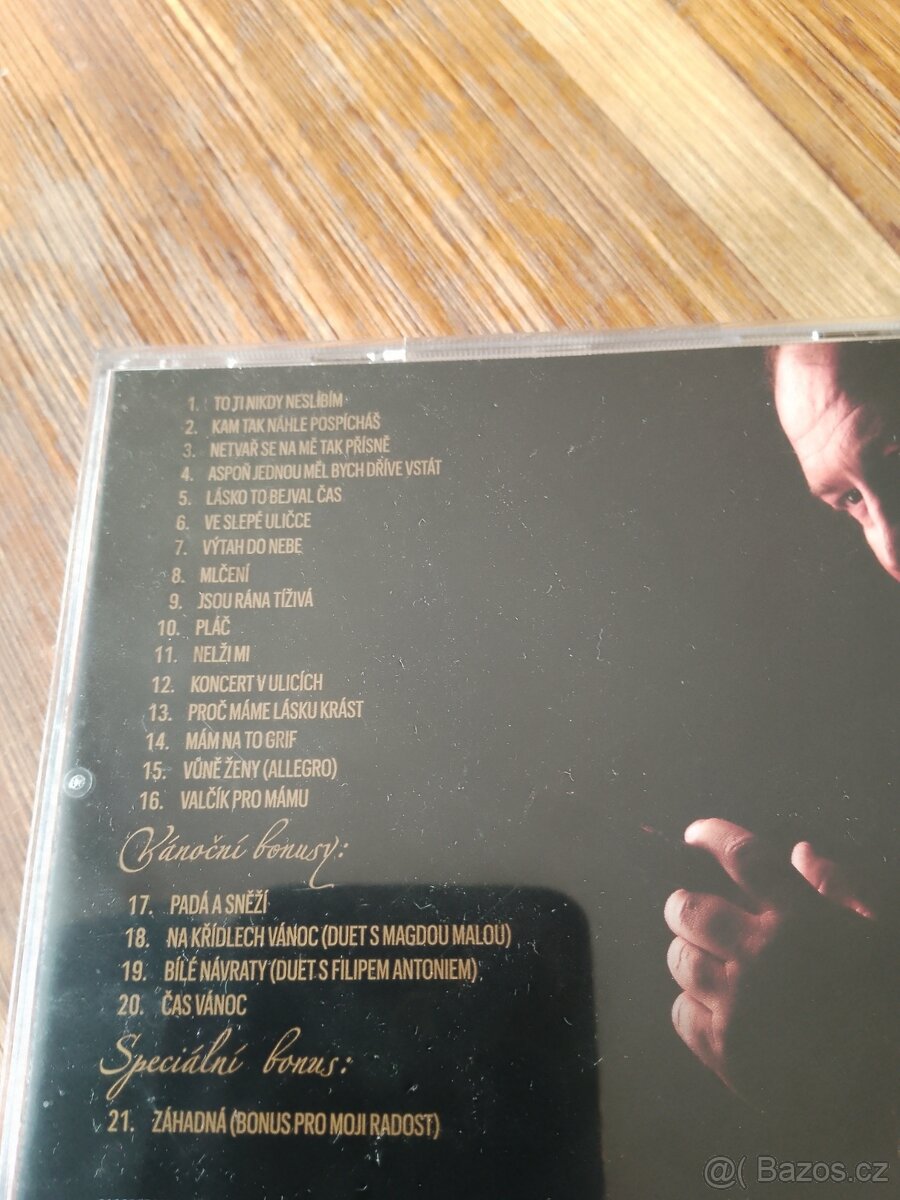 1. TO JI NIKDY NESLÍBÍM
2. KAM TAK NÁHLE POSPÍCHÁŠ
3. NETVAŘ SE NA MĚ TAK PŘÍSNĚ
4. ASPOŇ JEDNOU MĚL BYCH DŘÍVE VSTÁT
5. LÁSKO TO BEJVAL ČAS
6. VE SLEPÉ ULIČCE
7. VÝTAH DO NEBE
8. MLČENÍ
9. JSOU RÁNA TÍŽIVÁ
10. PLÁČ
11. NELŽI MI
12. KONCERT V ULICÍCH
13. PROČ MÁME LÁSKU KRÁST
14. MÁM NA TO GRIF
15. VŮNĚ ŽENY (ALLEGRO)
16. VALČÍK PRO MÁMU
Vánoční bonusy:
17. PADÁ A SNĚŽÍ
18. NA KŘÍDLECH VÁNOC (DUET S MAGDOU MALOU)
19. BÍLÉ NÁVRATY (DUET S FILIPEM ANTONIEM)
20. ČAS VÁNOC
Speciální bonus:
21. ZÁHADNÁ (BONUS PRO MOJI RADOST)
@( Bazos.cz